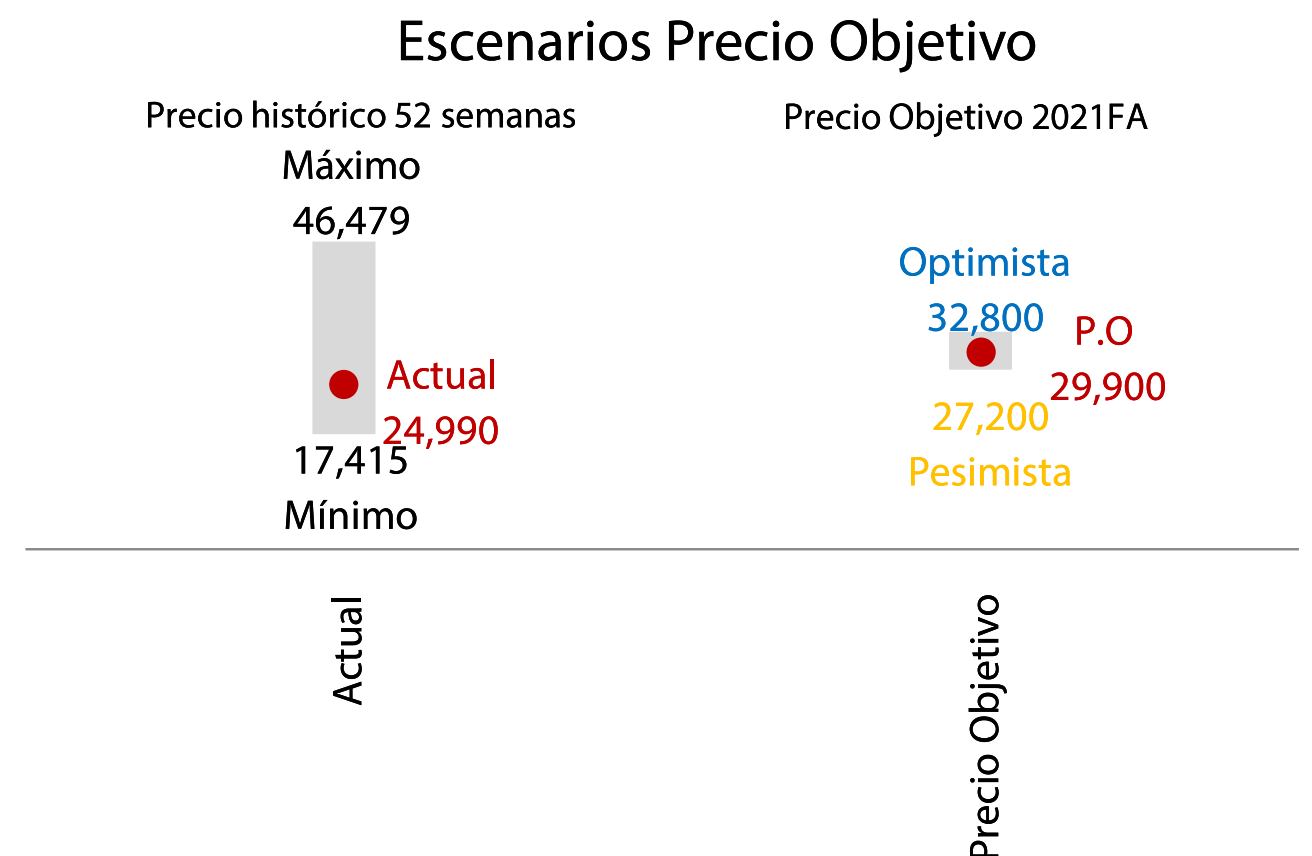 Escenarios Precio Objetivo
Precio histórico 52 semanas
Máximo
46,479
Actual
24,990
17,415
Mínimo
Precio Objetivo 2021FA
Optimista
32,800
P.O
29,900
27,200
Pesimista
Actual
Precio Objetivo